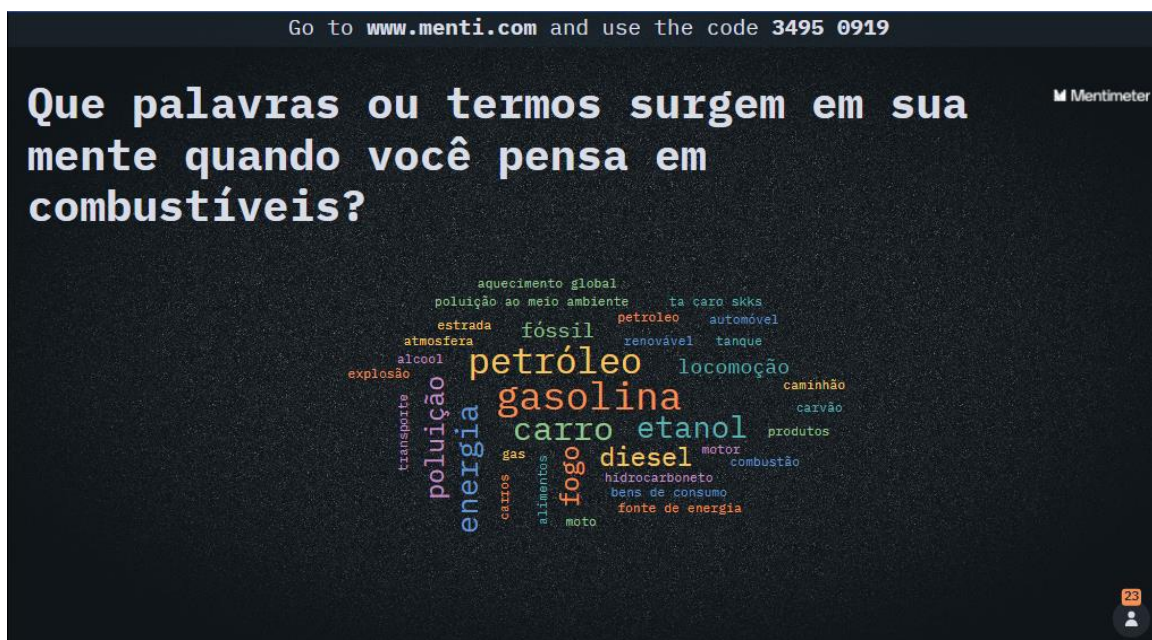 Go to www.menti.com and use the code 3495 0919
Que palavras ou termos surgem em sua
mente quando você pensa em
combustíveis?
Mentimeter
aquecimento global
poluição ao meio ambiente
ta caro skks
petroleo
automóvel
estrada
fóssil
atmosfera
renovável
tanque
alcool
petróleo
locomoção
explosão
caminhão
gasolina
carvão
transporte
poluição
energia
carro
etanol
produtos
gas
diesel
motor
combustão
fogo
hidrocarboneto
carros
alimentos
bens de consumo
fonte de energia
moto
23